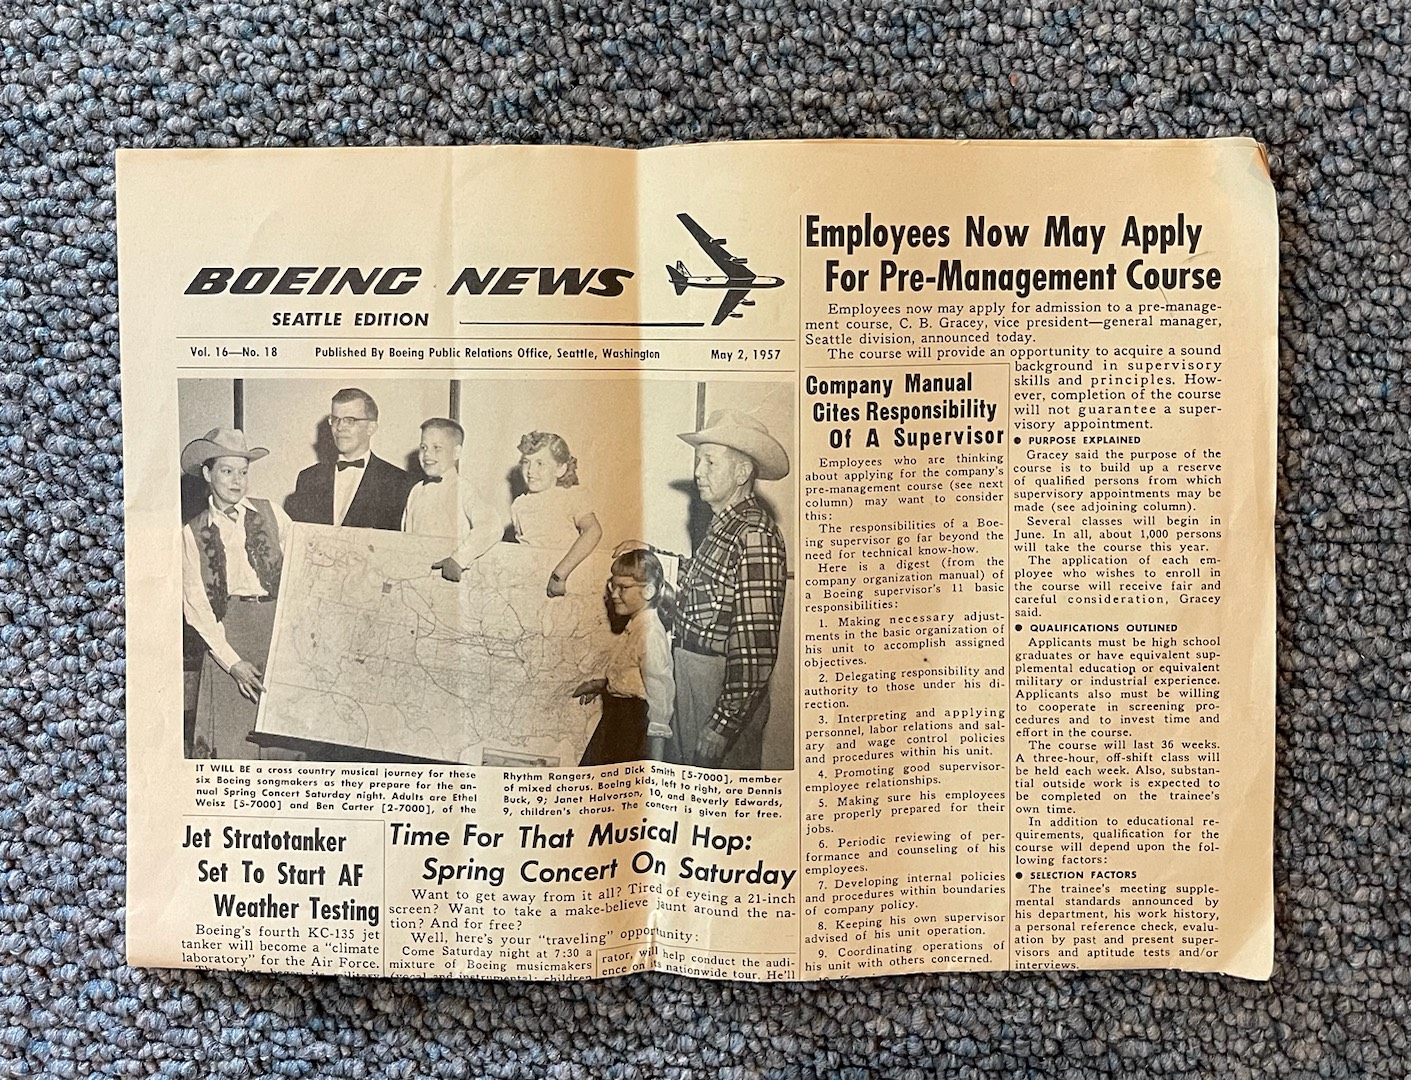 BOEING NEWS
SEATTLE EDITION
Vol. 16—No. 18 Published By Boeing Public Relations Office, Seattle, Washington May 2, 1957
IT WILL BE a cross country musical journey for these
six Boeing songmakers as they prepare for the an-
nual Spring Concert Saturday night. Adults are Ethel
Weisz [5-7000] and Ben Carter [2-7000], of the
Rhythm Rangers, and Dick Smith [5-7000], member
of mixed chorus. Boeing kids, left to right, are Dennis
Buck, 9; Janet Halvorson, 10, and Beverly Edwards,
9, children's chorus. The concert is given for free.
Jet Stratotanker
Set To Start AF
Weather Testing
Boeing's fourth KC-135 jet
tanker will become a "climate
laboratory" for the Air Force.
The tanker began its military
Time For That Musical Hop:
Spring Concert On Saturday
Want to get away from it all? Tired of eyeing a 21-inch
screen? Want to take a make-believe jaunt around the na-
tion? And for free?
Well, here's your "traveling" opportunity:
Come Saturday night at 7:30 a
mixture of Boeing musicmakers
(vocal and instrumental; children
rator, will help conduct the audi-
ence on its nationwide tour. He'll
Employees Now May Apply
For Pre-Management Course
Employees now may apply for admission to a pre-manage-
ment course, C. B. Gracey, vice president—general manager,
Seattle division, announced today.
The course will provide an opportunity to acquire a sound
background in supervisory
skills and principles. How-
ever, completion of the course
will not guarantee a super-
visory appointment.
● PURPOSE EXPLAINED
Gracey said the purpose of the
course is to build up a reserve
of qualified persons from which
supervisory appointments may be
made (see adjoining column).
Several classes will begin in
June. In all, about 1,000 persons
will take the course this year.
The application of each em-
ployee who wishes to enroll in
the course will receive fair and
careful consideration, Gracey
said.
● QUALIFICATIONS OUTLINED
Applicants must be high school
graduates or have equivalent sup-
plemental education or equivalent
military or industrial experience.
Applicants also must be willing
to cooperate in screening pro-
cedures and to invest time and
effort in the course.
The course will last 36 weeks.
A three-hour, off-shift class will
be held each week. Also, substan-
tial outside work is expected to
be completed on the trainee's
own time.
In addition to educational re-
quirements, qualification for the
course will depend upon the fol-
lowing factors:
● SELECTION FACTORS
The trainee's meeting supple-
mental standards announced by
his department, his work history,
a personal reference check, evalu-
ation by past and present super-
visors and aptitude tests and/or
interviews.
Company Manual
Cites Responsibility
Of A Supervisor
Employees who are thinking
about applying for the company's
pre-management course (see next
column) may want to consider
this:
The responsibilities of a Boe-
ing supervisor go far beyond the
need for technical know-how.
Here is a digest (from the
company organization manual) of
a Boeing supervisor's 11 basic
responsibilities:
1. Making necessary adjust-
ments in the basic organization of
his unit to accomplish assigned
objectives.
2. Delegating responsibility and
authority to those under his di-
rection.
3. Interpreting and applying
personnel, labor relations and sal-
ary and wage control policies
and procedures within his unit.
4. Promoting good supervisor-
employee relationships.
5. Making sure his employees
are properly prepared for their
jobs.
6. Periodic reviewing of per-
formance and counseling of his
employees.
7. Developing internal policies
and procedures within boundaries
of company policy.
8. Keeping his own supervisor
advised of his unit operation.
9. Coordinating operations of
his unit with others concerned.